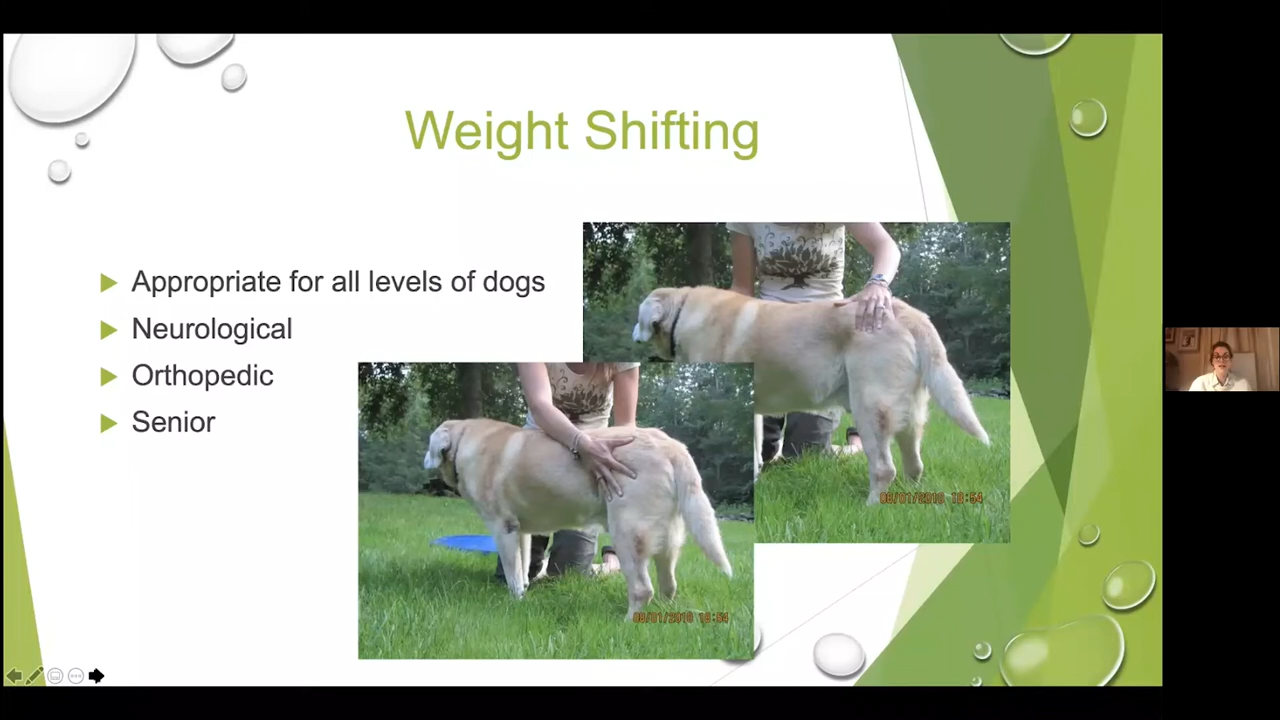 Weight Shifting
Appropriate for all levels of dogs
Neurological
Orthopedic
Senior